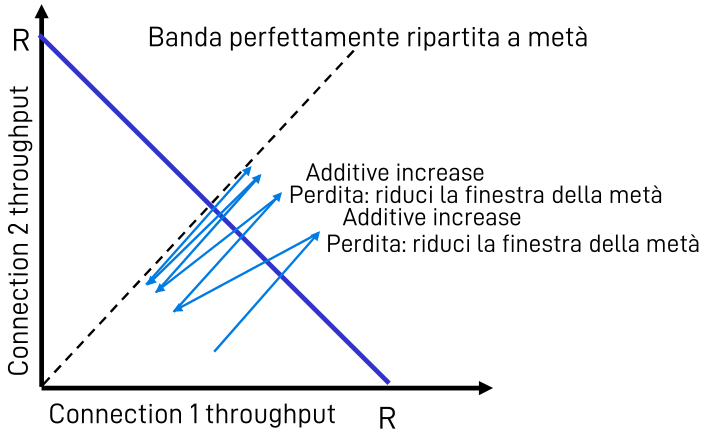 R
Banda perfettamente ripartita a metà
Connection 2 throughput
Additive increase
Perdita: riduci la finestra della metà
Additive increase
Perdita: riduci la finestra della metà
Connection 1 throughput
R